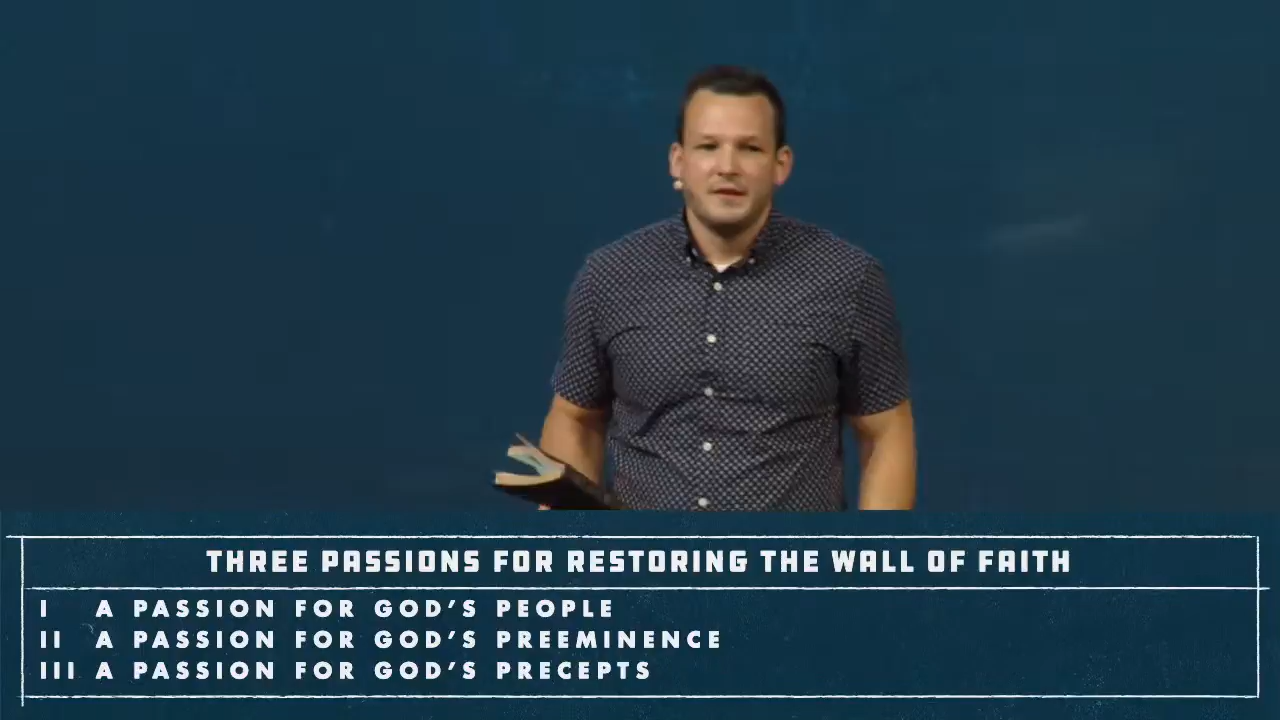 THREE PASSIONS FOR RESTORING THE WALL OF FAITH
I A PASSION FOR GOD'S PEOPLE
II A PASSION FOR GOD'S PREEMINENCE
III A PASSION FOR GOD'S PRECEPTS